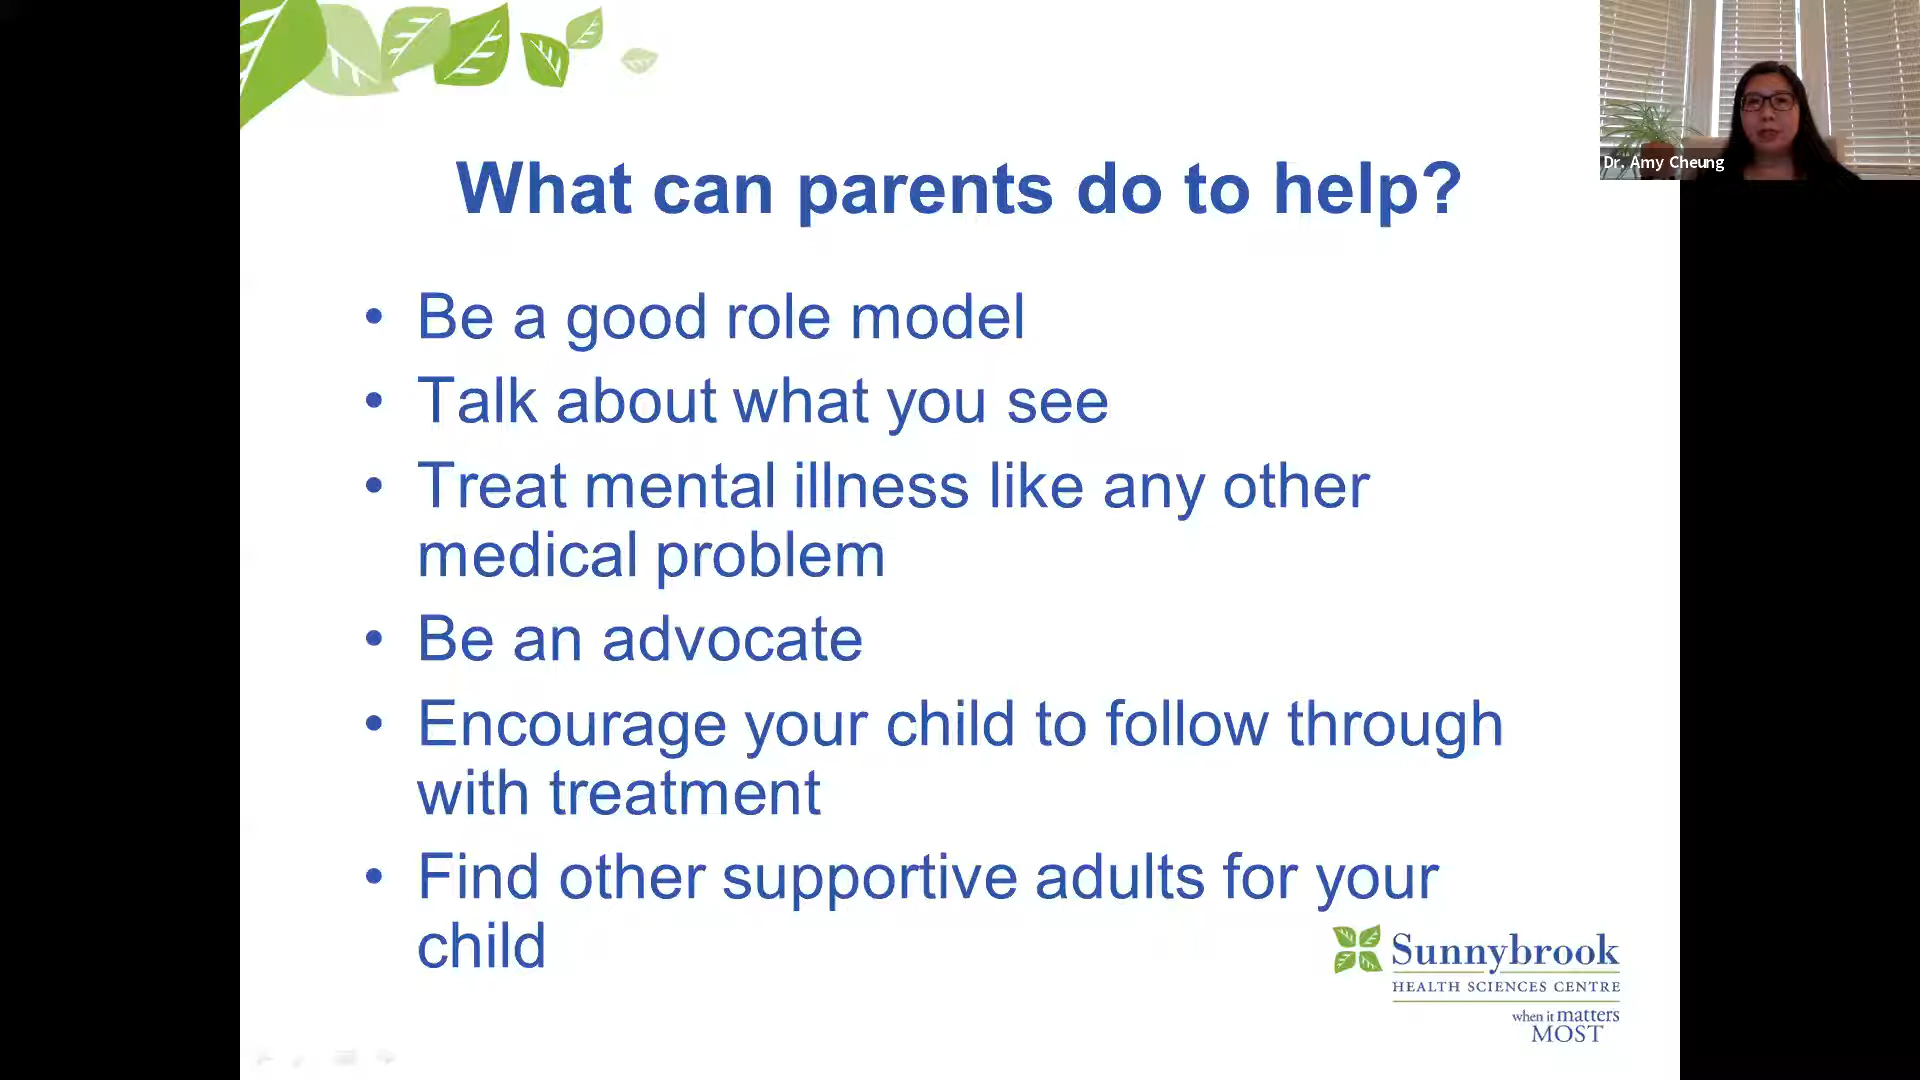 What can parents do to help?
• Be a good role model
• Talk about what you see
• Treat mental illness like any other
medical problem
• Be an advocate
• Encourage your child to follow through
with treatment
• Find other supportive adults for your
child
Sunnybrook
HEALTH SCIENCES CENTRE
when it matters
MOST
Dr. Amy Cheung